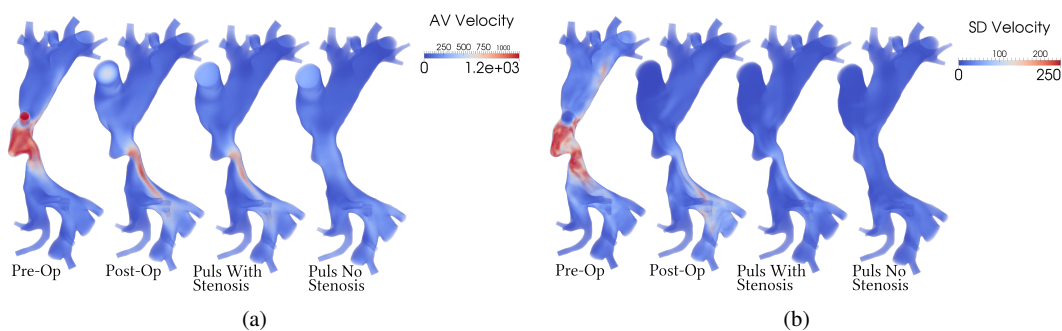 AV Velocity
250 500 750 1000
0 1.2e+03
Pre-Op
Post-Op
Puls With
Stenosis
Puls No
Stenosis
(a)
SD Velocity
100 200
0 250
Pre-Op
Post-Op
Puls With
Stenosis
Puls No
Stenosis
(b)